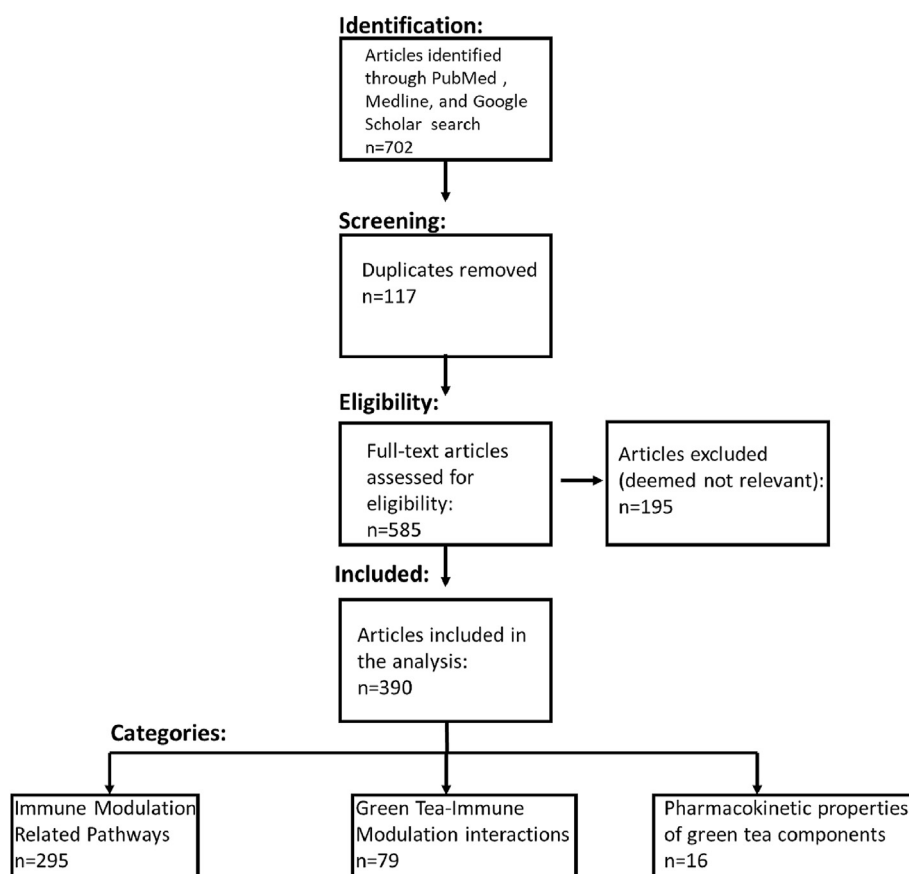 Identification:
Articles identified
through PubMed ,
Medline, and Google
Scholar search
n=702
Screening:
Duplicates removed
n=117
Eligibility:
Full-text articles
assessed for
eligibility:
n=585
Articles excluded
(deemed not relevant):
n=195
Included:
Articles included in
the analysis:
n=390
Categories:
Immune Modulation
Related Pathways
n=295
Green Tea-Immune
Modulation interactions
n=79
Pharmacokinetic properties
of green tea components
n=16